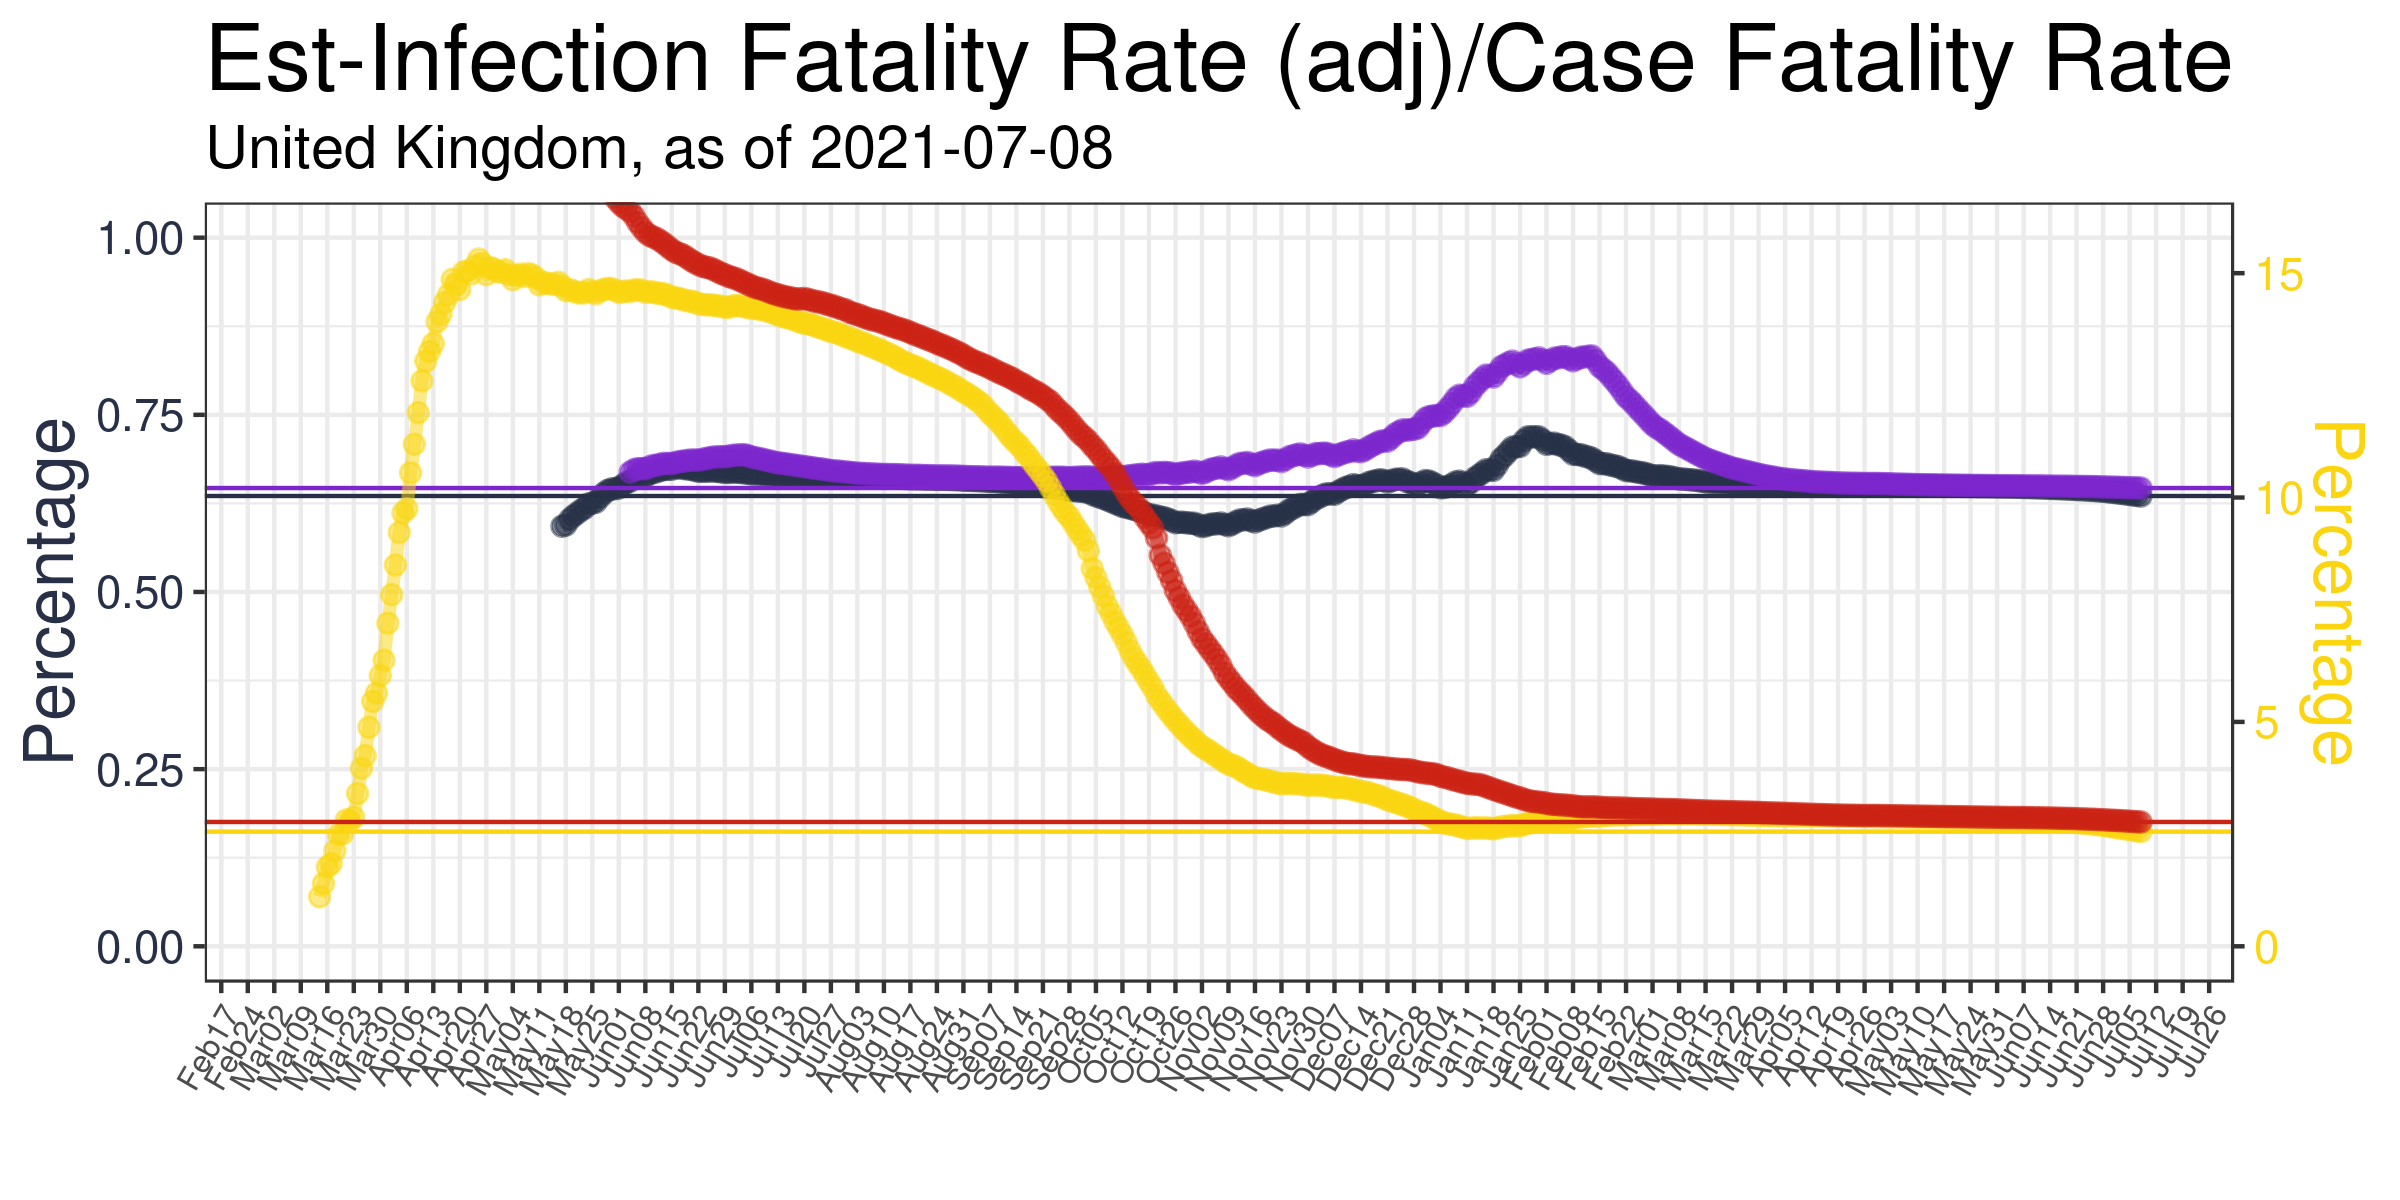 Est-Infection Fatality Rate (adj)/Case Fatality Rate
United Kingdom, as of 2021-07-08
Percentage
1.00
0.75
0.50
0.25
0.00
15
10
5
0
Percentage
Feb17
Feb24
Mar02
Mar09
Mar16
Mar23
Mar30
Apr06
Apr13
Apr20
Apr27
May04
May11
May18
May25
Jun01
Jun08
Jun15
Jun22
Jun29
Jul06
Jul13
Jul20
Jul27
Aug03
Aug10
Aug17
Aug24
Aug31
Sep07
Sep14
Sep21
Sep28
Oct05
Oct12
Oct19
Oct26
Nov02
Nov09
Nov16
Nov23
Nov30
Dec07
Dec14
Dec21
Dec28
Jan04
Jan11
Jan18
Jan25
Feb01
Feb08
Feb15
Feb22
Mar01
Mar08
Mar15
Mar22
Mar29
Apr05
Apr12
Apr19
Apr26
May03
May10
May17
May24
May31
Jun07
Jun14
Jun21
Jun28
Jul05
Jul12
Jul19
Jul26